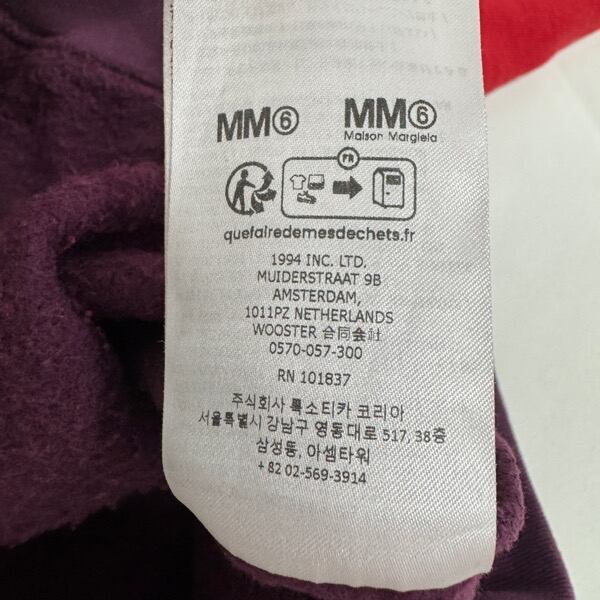 MM⑥
MM⑥
Maison Margiela
FR
quefairedemesdechets.fr
1994 INC. LTD.
MUIDERSTRAAT 9B
AMSTERDAM,
1011PZ NETHERLANDS
WOOSTER 合同会社
0570-057-300
RN 101837
주식회사 룩소티카 코리아
서울특별시 강남구 영동대로 517, 38층
삼성동, 아셈타워
+82 02-569-3914